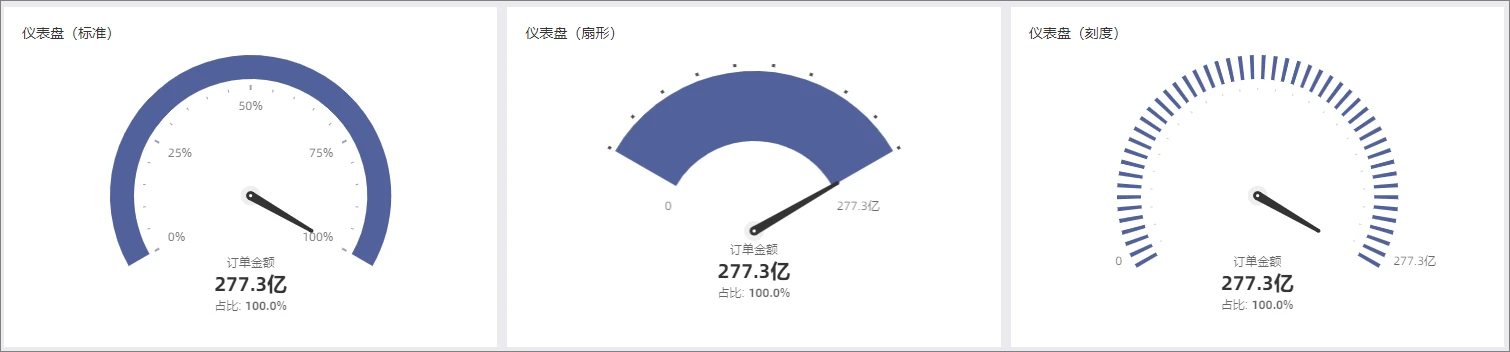 仪表盘（标准）
50%
25%
75%
0%
100%
订单金额
277.3亿
占比: 100.0%
仪表盘（扇形）
0
277.3亿
订单金额
277.3亿
占比: 100.0%
仪表盘（刻度）
0
277.3亿
订单金额
277.3亿
占比: 100.0%